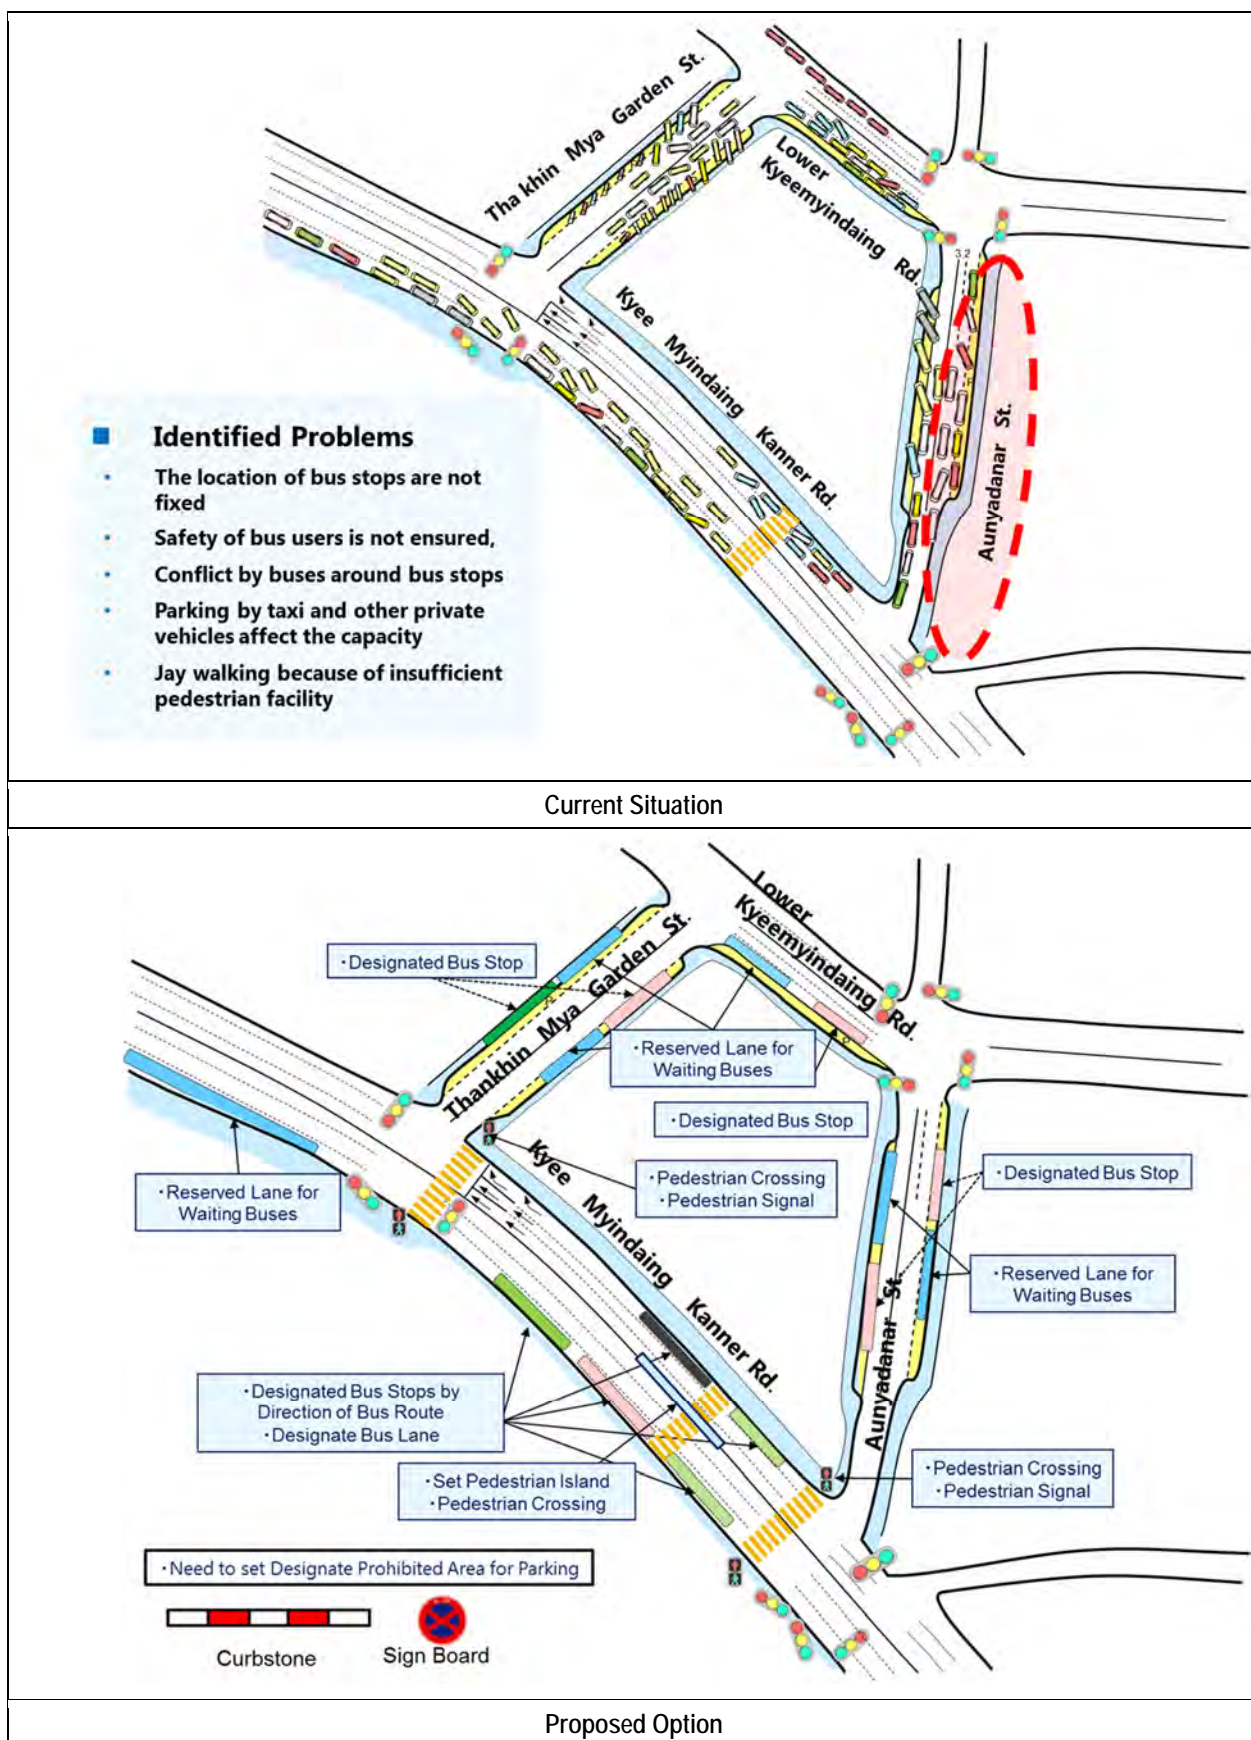 Tha khin Mya Garden St.
Lower
Kyeemyindaing Rd.
3.2
Kyee Myindaing Kanner Rd.
Aunyadanar St.
Identified Problems
· The location of bus stops are not
fixed
· Safety of bus users is not ensured,
· Conflict by buses around bus stops
· Parking by taxi and other private
vehicles affect the capacity
· Jay walking because of insufficient
pedestrian facility
Current Situation
Lower
Kyeemyindaing Rd.
Thankhin Mya Garden St.
・Designated Bus Stop
・Reserved Lane for
Waiting Buses
・Designated Bus Stop
・Reserved Lane for
Waiting Buses
・Pedestrian Crossing
・Pedestrian Signal
・Designated Bus Stop
・Reserved Lane for
Waiting Buses
Kyee Myindaing Kanner Rd.
Aunyadanar St.
・Designated Bus Stops by
Direction of Bus Route
・Designate Bus Lane
・Set Pedestrian Island
・Pedestrian Crossing
・Pedestrian Crossing
・Pedestrian Signal
・Need to set Designate Prohibited Area for Parking
Curbstone
Sign Board
Proposed Option